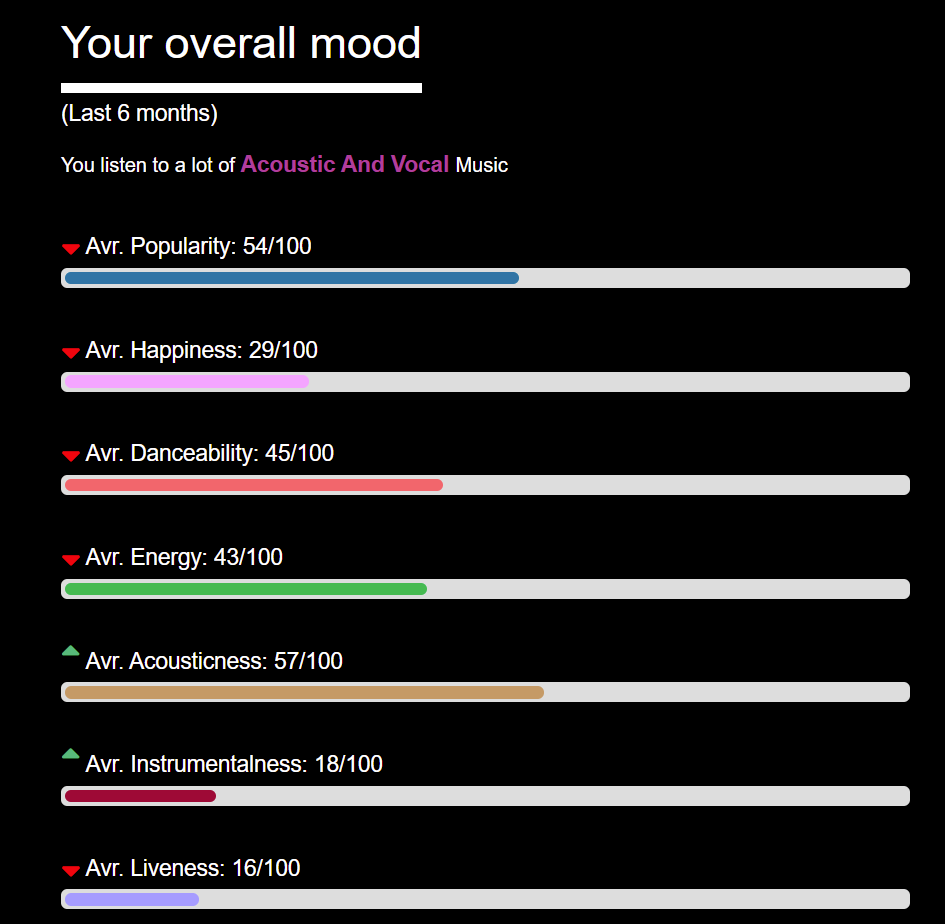 Your overall mood
(Last 6 months)
You listen to a lot of Acoustic And Vocal Music
Avr. Popularity: 54/100
Avr. Happiness: 29/100
Avr. Danceability: 45/100
Avr. Energy: 43/100
Avr. Acousticness: 57/100
Avr. Instrumentalness: 18/100
Avr. Liveness: 16/100